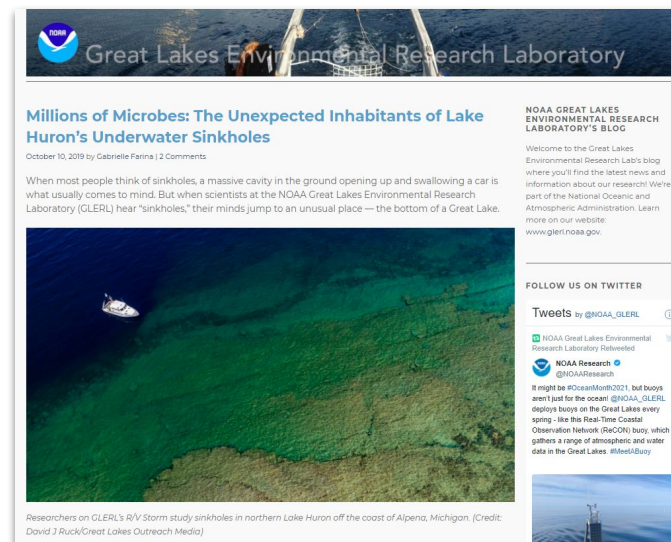 NOAA
Great Lakes Environmental Research Laboratory
Millions of Microbes: The Unexpected Inhabitants of Lake
Huron's Underwater Sinkholes
October 10, 2019 by Gabrielle Farina | 2 Comments
When most people think of sinkholes, a massive cavity in the ground opening up and swallowing a car is
what usually comes to mind. But when scientists at the NOAA Great Lakes Environmental Research
Laboratory (GLERL) hear “sinkholes,” their minds jump to an unusual place — the bottom of a Great Lake.
Researchers on GLERL's R/V Storm study sinkholes in northern Lake Huron off the coast of Alpena, Michigan. (Credit:
David J Ruck/Great Lakes Outreach Media)
NOAA GREAT LAKES
ENVIRONMENTAL RESEARCH
LABORATORY'S BLOG
Welcome to the Great Lakes
Environmental Research Lab's blog
where you'll find the latest news and
information about our research! We're
part of the National Oceanic and
Atmospheric Administration. Learn
more on our website:
www.glerl.noaa.gov.
FOLLOW US ON TWITTER
Tweets by @NOAA_GLERL
NOAA Great Lakes Environmental
Research Laboratory Retweeted
NOAA Research
@NOAAResearch
It might be #OceanMonth2021, but buoys
aren't just for the ocean! @NOAA_GLERL
deploys buoys on the Great Lakes every
spring - like this Real-Time Coastal
Observation Network (ReCON) buoy, which
gathers a range of atmospheric and water
data in the Great Lakes. #MeetABuoy